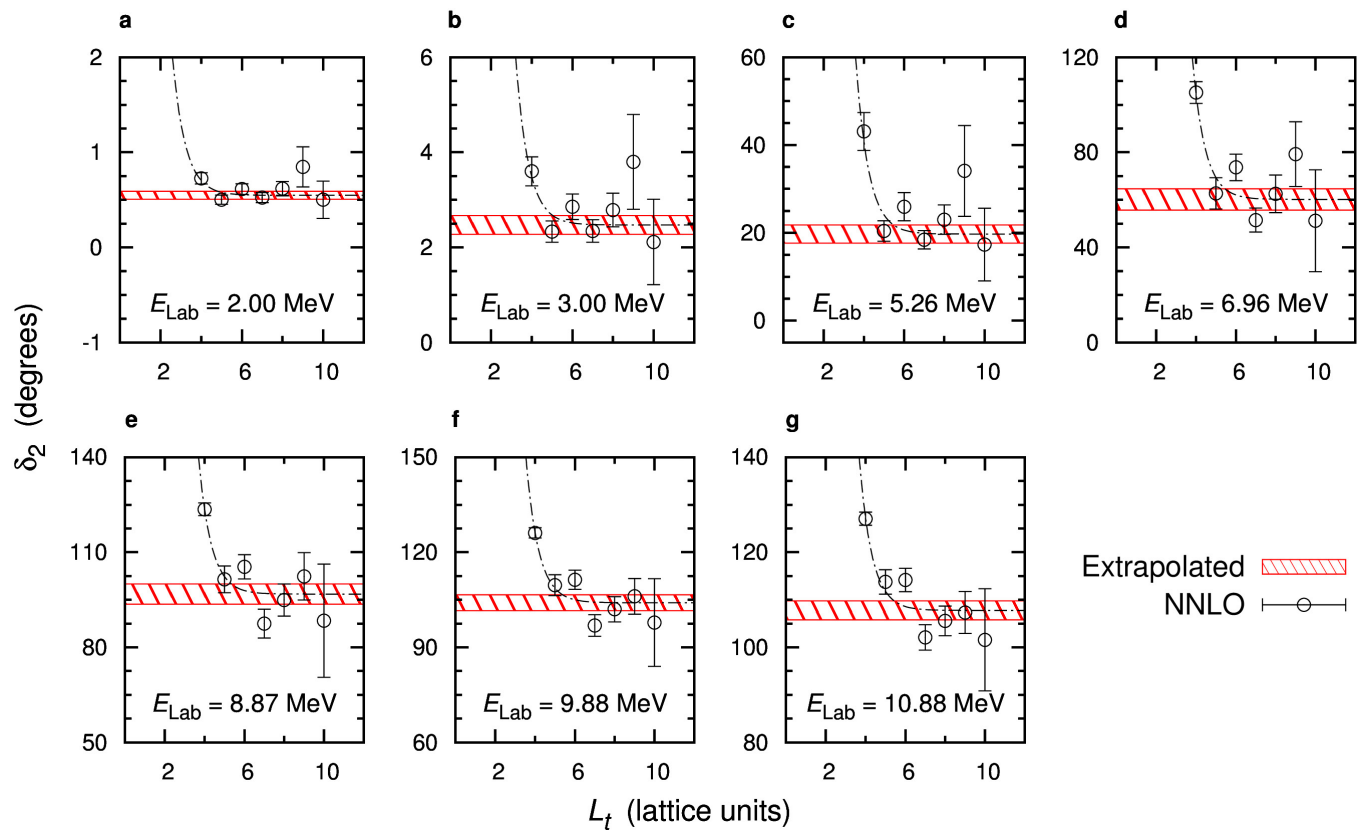 a
b
c
d
2
1
0
-1
E_Lab = 2.00 MeV
2 6 10
6
4
2
0
E_Lab = 3.00 MeV
2 6 10
60
40
20
0
E_Lab = 5.26 MeV
2 6 10
120
80
40
0
E_Lab = 6.96 MeV
2 6 10
δ₂ (degrees)
e
f
g
140
110
80
50
E_Lab = 8.87 MeV
2 6 10
150
120
90
60
E_Lab = 9.88 MeV
2 6 10
140
120
100
80
E_Lab = 10.88 MeV
2 6 10
Extrapolated
NNLO
L_t (lattice units)